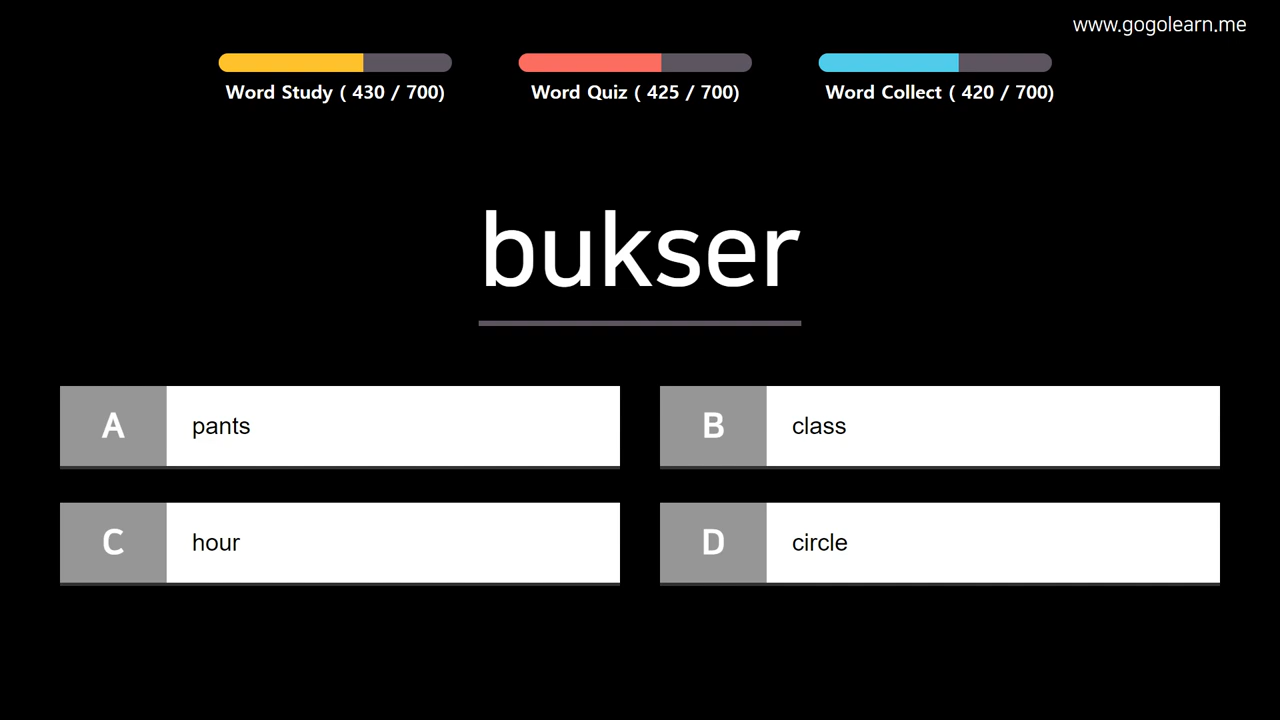 www.gogolearn.me
Word Study ( 430 / 700)
Word Quiz ( 425 / 700)
Word Collect ( 420 / 700)
bukser
A pants
B class
C hour
D circle